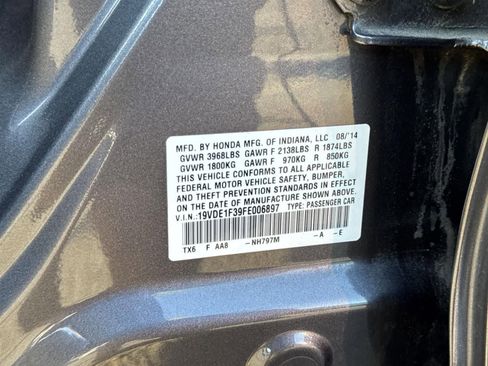 MFD. BY HONDA MFG. OF INDIANA, LLC 08/14
GVWR 3968LBS GAWR F 2138LBS R 1874LBS
GVWR 1800KG GAWR F 970KG R 850KG
THIS VEHICLE CONFORMS TO ALL APPLICABLE
FEDERAL MOTOR VEHICLE SAFETY, BUMPER,
AND THEFT PREVENTION STANDARDS IN EFFECT
ON THE DATE OF MANUFACTURE SHOWN ABOVE.
V.I.N.:19VDE1F39FE006897 TYPE: PASSENGER CAR
TX6 F AA8 -NH797M -A -E